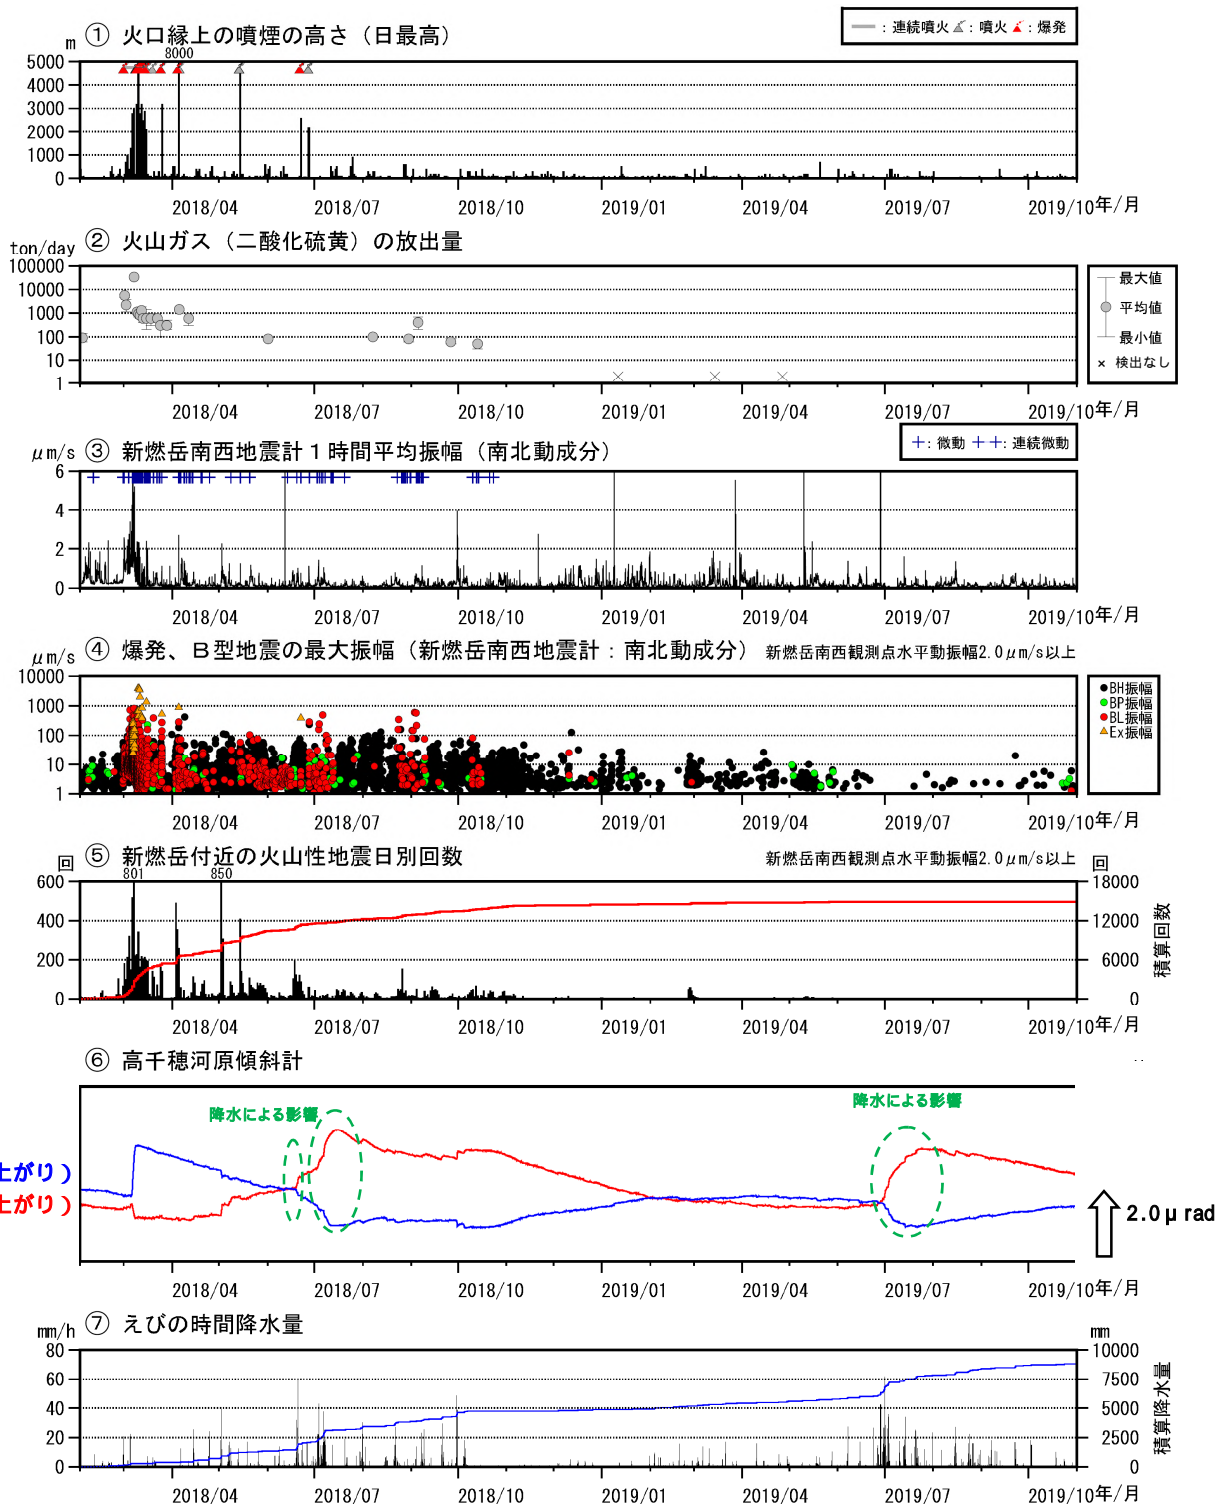 ① 火口縁上の噴煙の高さ（日最高）
━ : 連続噴火 : 噴火 : 爆発
m
8000
5000
4000
3000
2000
1000
0
2018/04 2018/07 2018/10 2019/01 2019/04 2019/07 2019/10年/月
② 火山ガス（二酸化硫黄）の放出量
ton/day
100000
10000
1000
100
10
1
最大値
平均値
最小値
× 検出なし
2018/04 2018/07 2018/10 2019/01 2019/04 2019/07 2019/10年/月
③ 新燃岳南西地震計１時間平均振幅（南北動成分）
+: 微動 ++: 連続微動
μm/s
6
4
2
0
2018/04 2018/07 2018/10 2019/01 2019/04 2019/07 2019/10年/月
④ 爆発、Ｂ型地震の最大振幅（新燃岳南西地震計：南北動成分） 新燃岳南西観測点水平動振幅2.0μm/s以上
μm/s
10000
1000
100
10
1
BH振幅
BP振幅
BL振幅
Ex振幅
2018/04 2018/07 2018/10 2019/01 2019/04 2019/07 2019/10年/月
⑤ 新燃岳付近の火山性地震日別回数 新燃岳南西観測点水平動振幅2.0μm/s以上
回 回
801 850
600 18000
400 12000
200 6000
0 0
積算回数
2018/04 2018/07 2018/10 2019/01 2019/04 2019/07 2019/10年/月
⑥ 高千穂河原傾斜計
降水による影響 降水による影響
上がり）
上がり）
2.0μrad
2018/04 2018/07 2018/10 2019/01 2019/04 2019/07 2019/10年/月
⑦ えびの時間降水量
mm/h mm
80 10000
60 7500
40 5000
20 2500
0 0
積算降水量
2018/04 2018/07 2018/10 2019/01 2019/04 2019/07 2019/10年/月